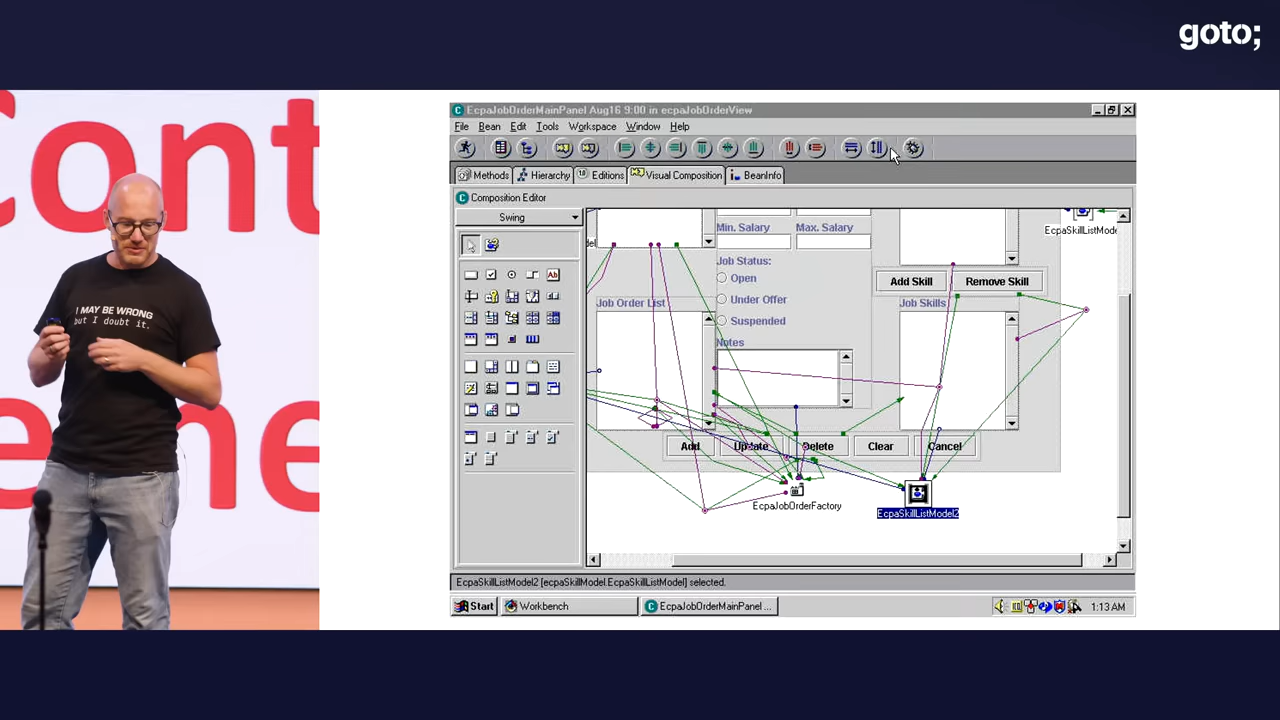 goto;
Cont
eme
I MAY BE WRONG
but I doubt it.
EcpaJobOrderMainPanel Aug16 9:00 in ecpaJobOrderView
File Bean Edit Tools Workspace Window Help
Methods Hierarchy Editions Visual Composition BeanInfo
Composition Editor
Swing
Min. Salary Max. Salary
EcpaSkillListMode
Job Status:
Open
Add Skill Remove Skill
Under Offer
Job Order List
Job Skills
Suspended
Notes
Add Update Delete Clear Cancel
EcpaJobOrderFactory
EcpaSkillListModel2
EcpaSkillListModel2 [ecpaSkillModel.EcpaSkillListModel] selected.
Start Workbench EcpaJobOrderMainPanel ... 1:13 AM